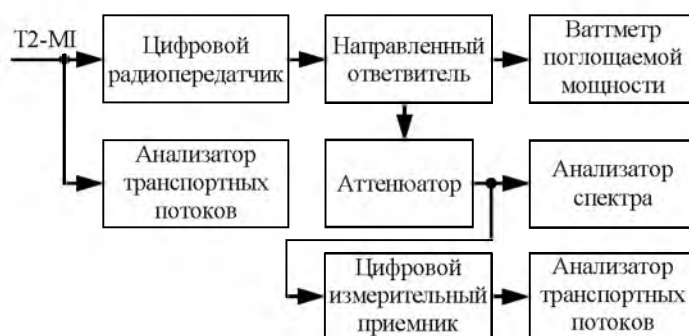 T2-MI
Цифровой
радиопередатчик
Направленный
ответвитель
Ваттметр
поглощаемой
мощности
Анализатор
транспортных
потоков
Аттенюатор
Анализатор
спектра
Цифровой
измерительный
приемник
Анализатор
транспортных
потоков